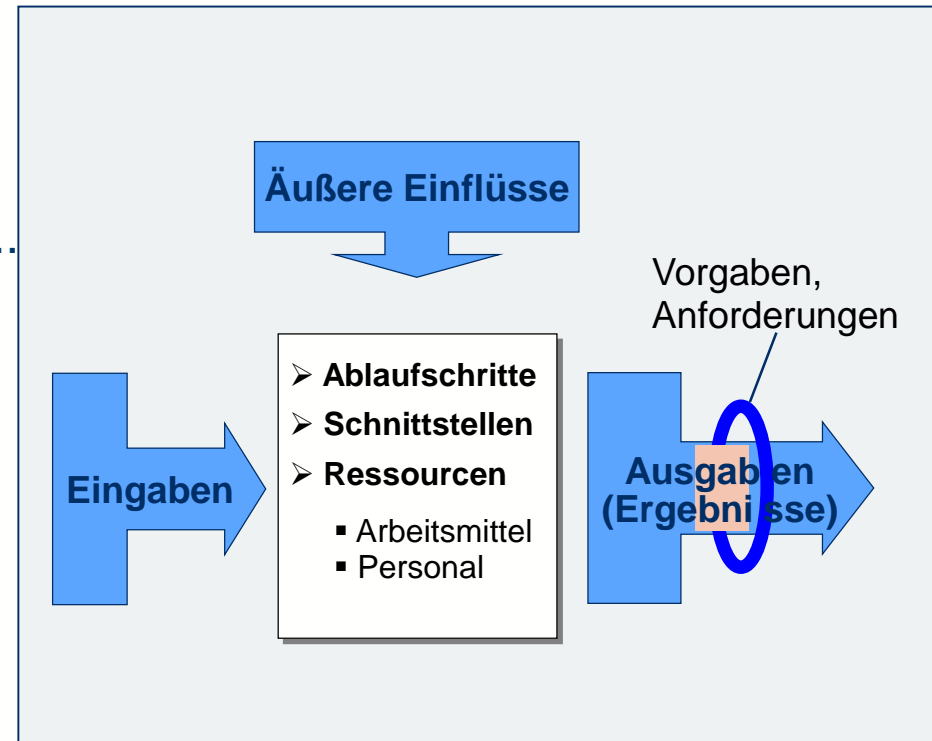 Äußere Einflüsse
Vorgaben,
Anforderungen
➢ Ablaufschritte
➢ Schnittstellen
➢ Ressourcen
▪ Arbeitsmittel
▪ Personal
Eingaben
Ausgaben
(Ergebnisse)